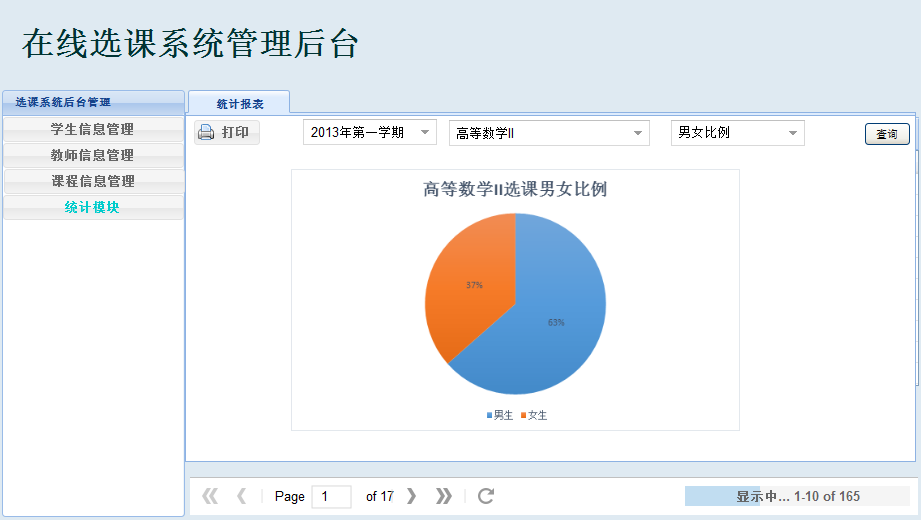 在线选课系统管理后台
选课系统后台管理
统计报表
学生信息管理
教师信息管理
课程信息管理
统计模块
打印 2013年第一学期 高等数学II 男女比例 查询
高等数学II选课男女比例
37%
63%
男生 女生
Page 1 of 17 显示中... 1-10 of 165